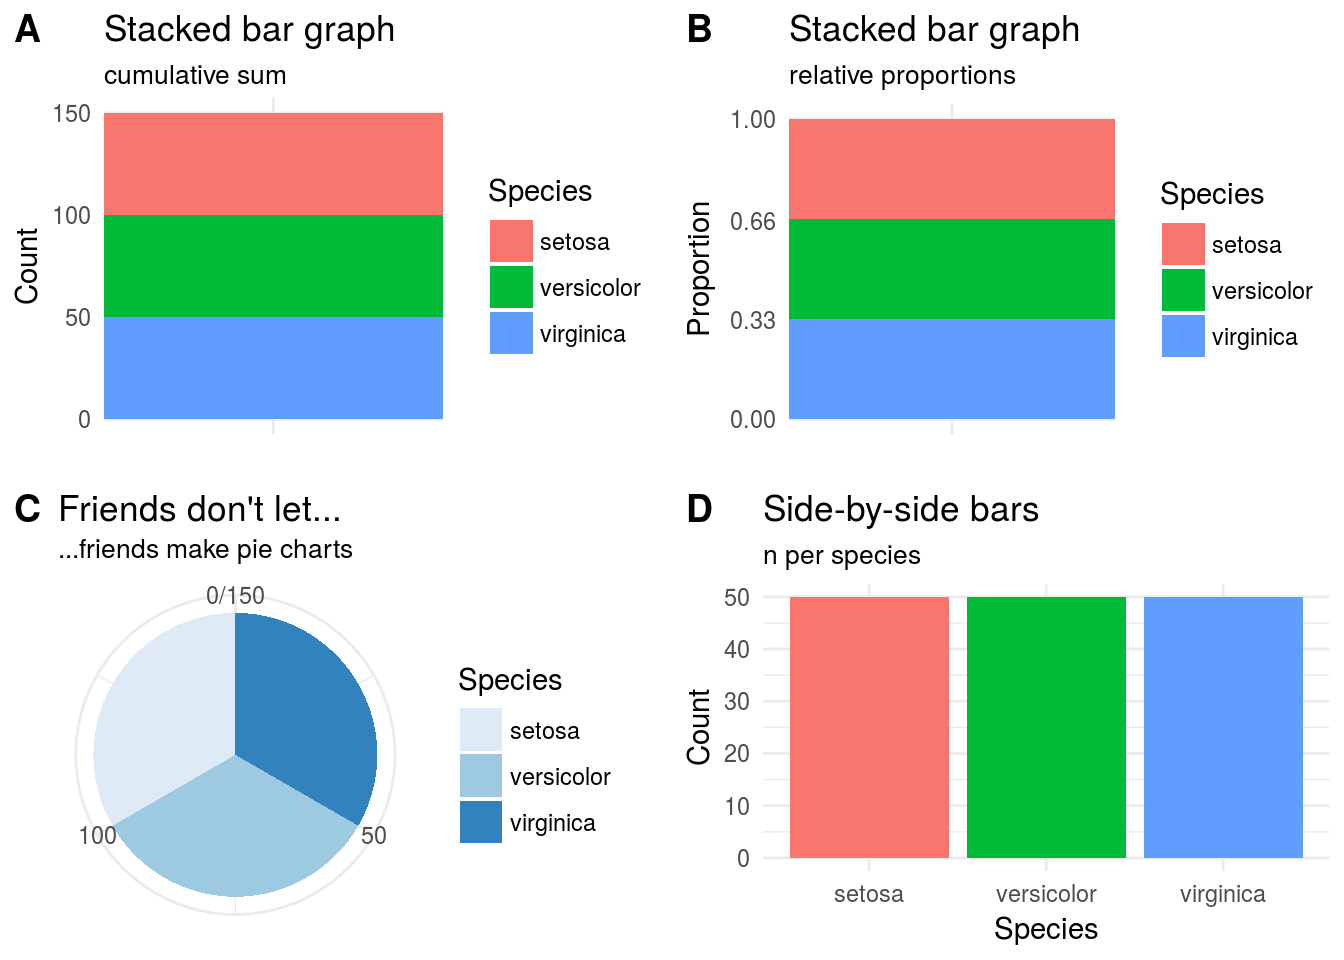 A
Stacked bar graph
cumulative sum
150
100
50
0
Count
Species
setosa
versicolor
virginica
B
Stacked bar graph
relative proportions
1.00
0.66
0.33
0.00
Proportion
Species
setosa
versicolor
virginica
C
Friends don't let...
...friends make pie charts
0/150
100
50
Species
setosa
versicolor
virginica
D
Side-by-side bars
n per species
50
40
30
20
10
0
Count
setosa
versicolor
virginica
Species